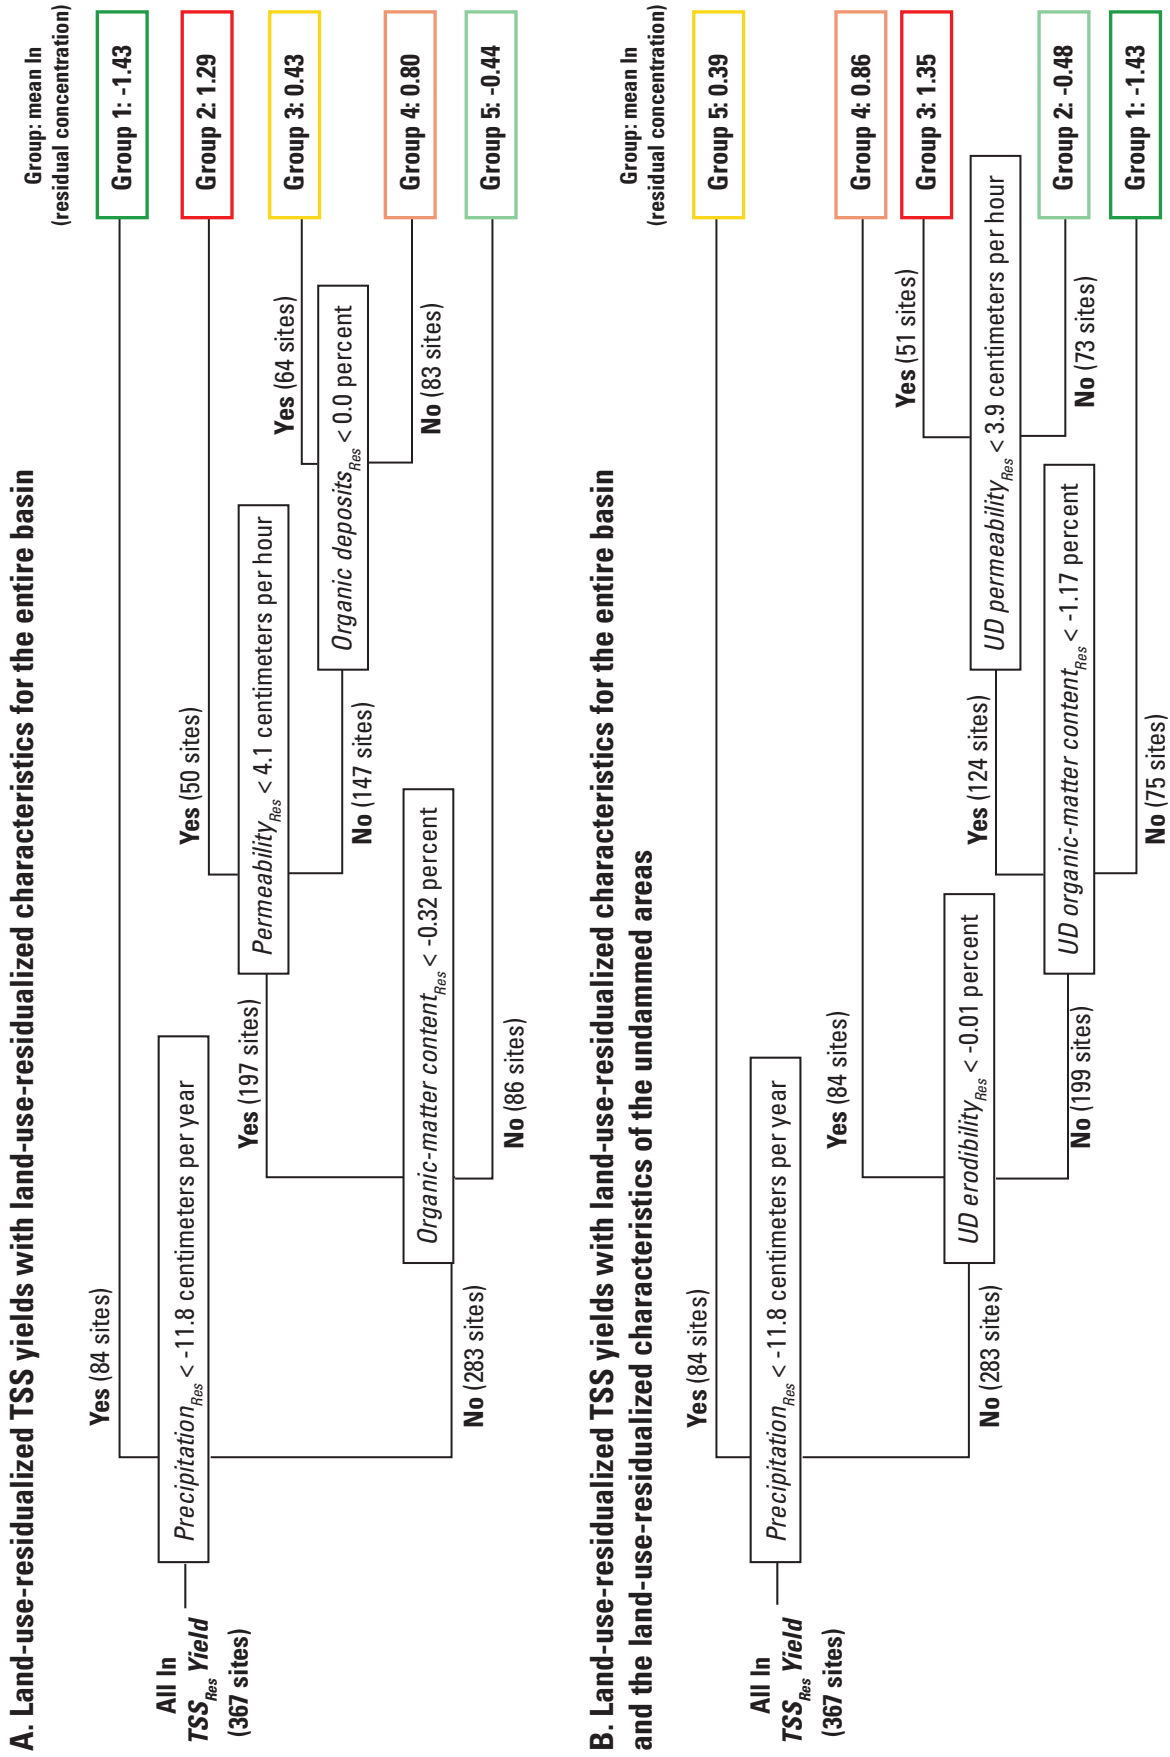 A. Land-use-residualized TSS yields with land-use-residualized characteristics for the entire basin
Group: mean ln
(residual concentration)
All ln
TSS_Res Yield
(367 sites)
Precipitation_Res < -11.8 centimeters per year
Yes (84 sites)
Group 1: -1.43
No (283 sites)
Organic-matter content_Res < -0.32 percent
Yes (197 sites)
Permeability_Res < 4.1 centimeters per hour
Yes (50 sites)
Group 2: 1.29
No (147 sites)
Organic deposits_Res < 0.0 percent
Yes (64 sites)
Group 3: 0.43
No (83 sites)
Group 4: 0.80
No (86 sites)
Group 5: -0.44
B. Land-use-residualized TSS yields with land-use-residualized characteristics for the entire basin
and the land-use-residualized characteristics of the undammed areas
Group: mean ln
(residual concentration)
All ln
TSS_Res Yield
(367 sites)
Precipitation_Res < -11.8 centimeters per year
Yes (84 sites)
Group 5: 0.39
No (283 sites)
UD erodibility_Res < -0.01 percent
Yes (84 sites)
Group 4: 0.86
No (199 sites)
UD organic-matter content_Res < -1.17 percent
Yes (124 sites)
UD permeability_Res < 3.9 centimeters per hour
Yes (51 sites)
Group 3: 1.35
No (73 sites)
Group 2: -0.48
No (75 sites)
Group 1: -1.43